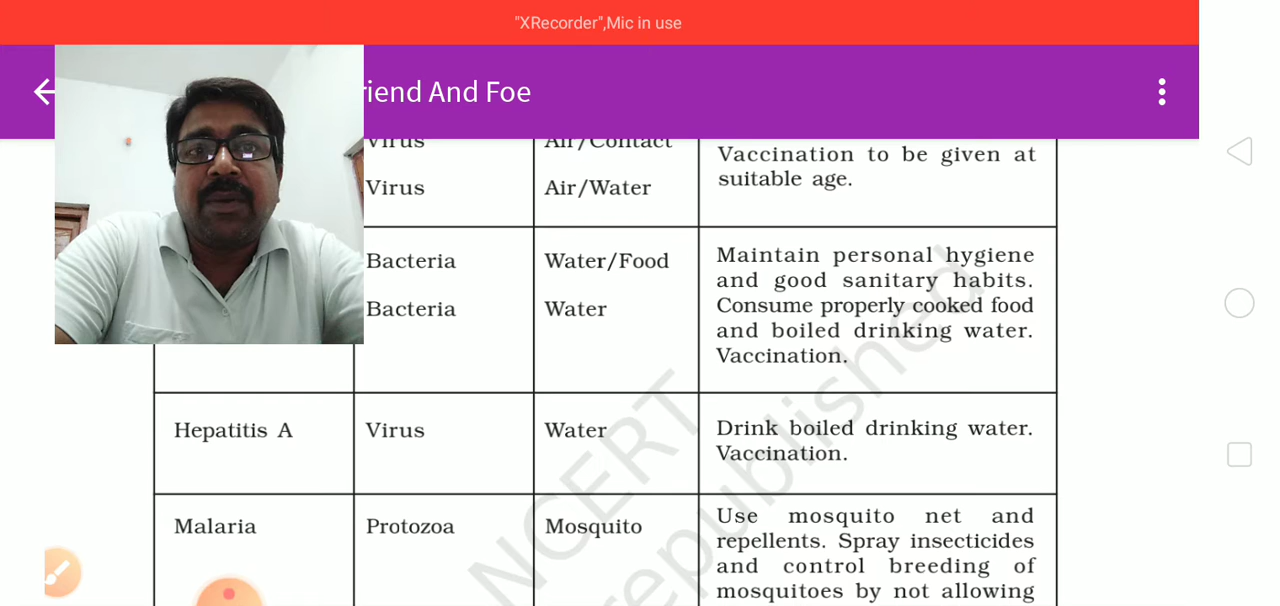 "XRecorder",Mic in use
riend And Foe
Virus
Air/Contact
Vaccination to be given at
suitable age.
Virus
Air/Water
Bacteria
Water/Food
Bacteria
Water
Maintain personal hygiene
and good sanitary habits.
Consume properly cooked food
and boiled drinking water.
Vaccination.
Hepatitis A
Virus
Water
Drink boiled drinking water.
Vaccination.
Malaria
Protozoa
Mosquito
Use mosquito net and
repellents. Spray insecticides
and control breeding of
mosquitoes by not allowing
NCERT
republished